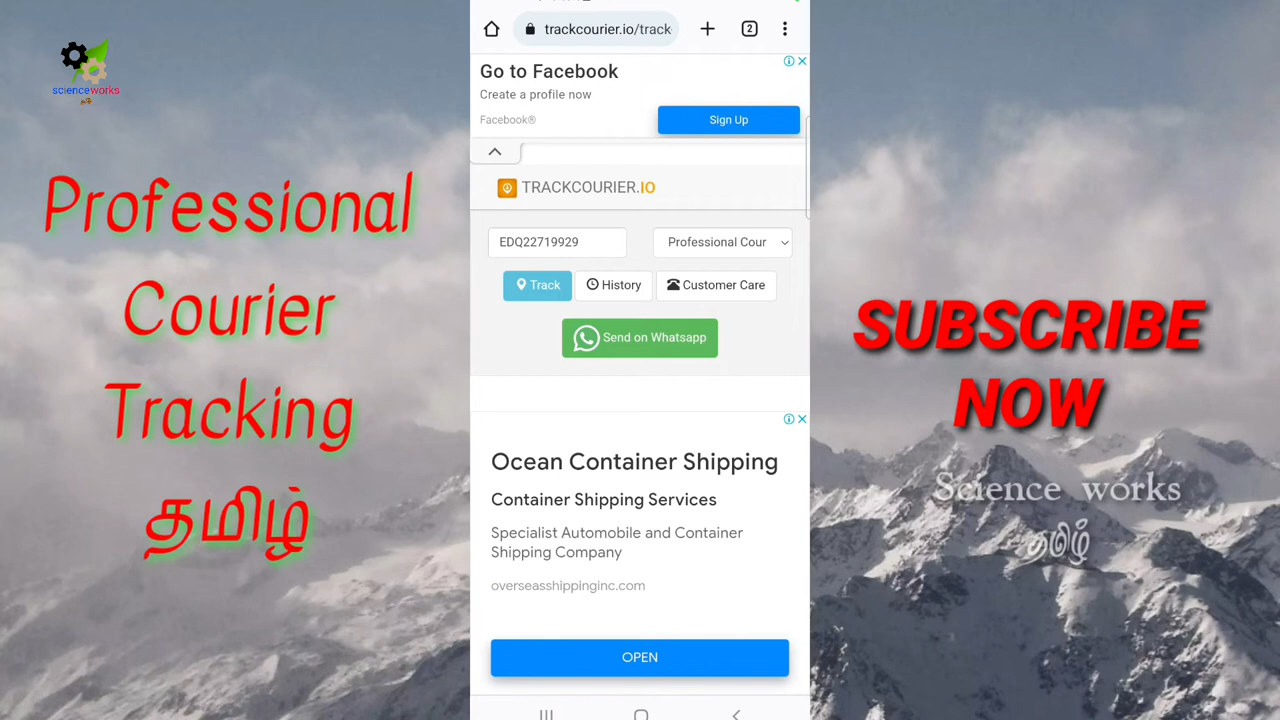 scienceworks
Professional
Courier
Tracking
தமிழ்
trackcourier.io/track
2
Go to Facebook
Create a profile now
Facebook®
Sign Up
TRACKCOURIER.IO
EDQ22719929
Professional Cour
Track
History
Customer Care
Send on Whatsapp
Ocean Container Shipping
Container Shipping Services
Specialist Automobile and Container
Shipping Company
overseasshippinginc.com
OPEN
SUBSCRIBE
NOW
Science works
தமிழ்